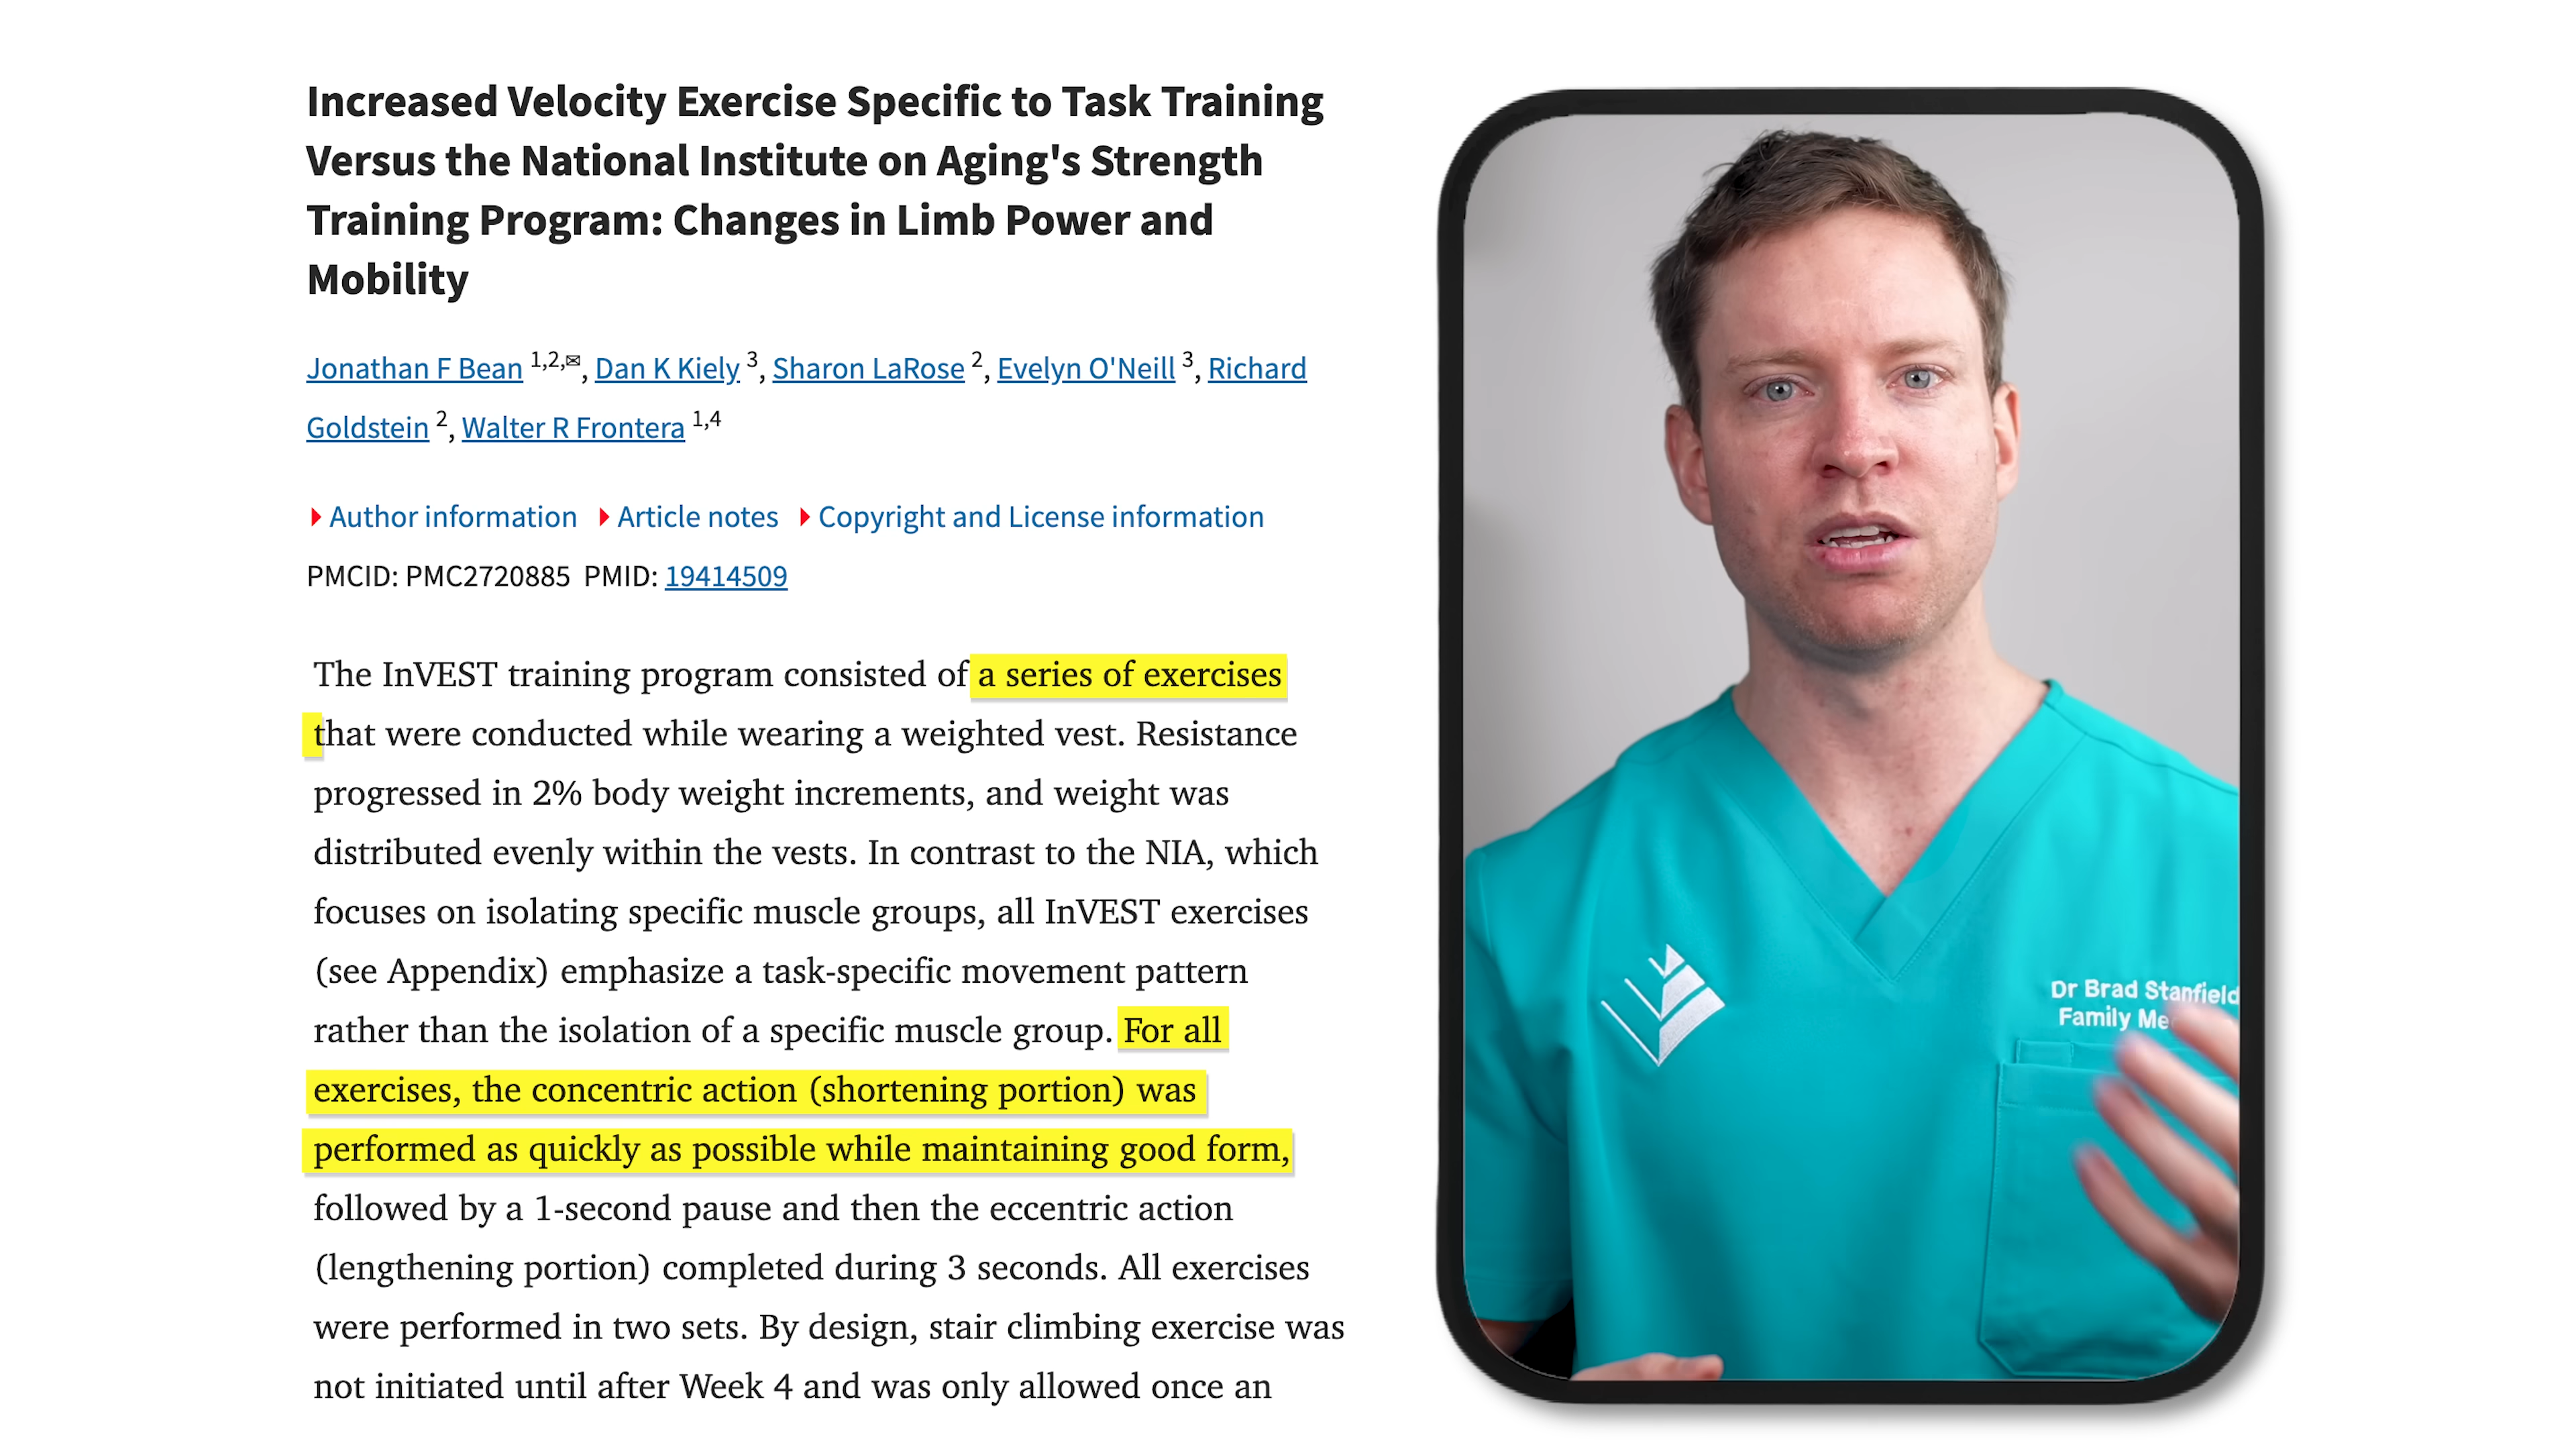 Increased Velocity Exercise Specific to Task Training
Versus the National Institute on Aging's Strength
Training Program: Changes in Limb Power and
Mobility
Jonathan F Bean 1,2,✉, Dan K Kiely 3, Sharon LaRose 2, Evelyn O'Neill 3, Richard
Goldstein 2, Walter R Frontera 1,4
Author information Article notes Copyright and License information
PMCID: PMC2720885 PMID: 19414509
The InVEST training program consisted of a series of exercises
that were conducted while wearing a weighted vest. Resistance
progressed in 2% body weight increments, and weight was
distributed evenly within the vests. In contrast to the NIA, which
focuses on isolating specific muscle groups, all InVEST exercises
(see Appendix) emphasize a task-specific movement pattern
rather than the isolation of a specific muscle group. For all
exercises, the concentric action (shortening portion) was
performed as quickly as possible while maintaining good form,
followed by a 1-second pause and then the eccentric action
(lengthening portion) completed during 3 seconds. All exercises
were performed in two sets. By design, stair climbing exercise was
not initiated until after Week 4 and was only allowed once an
Dr Brad Stanfield
Family Me